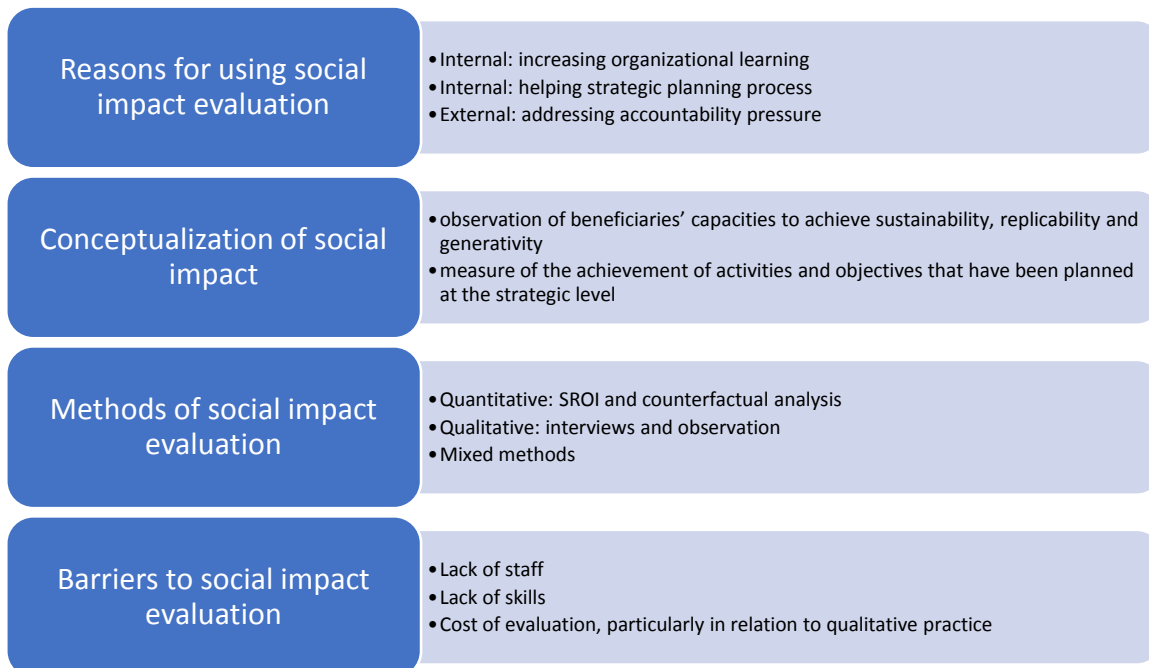 Reasons for using social
impact evaluation
•Internal: increasing organizational learning
•Internal: helping strategic planning process
•External: addressing accountability pressure
Conceptualization of social
impact
•observation of beneficiaries’ capacities to achieve sustainability, replicability and
generativity
•measure of the achievement of activities and objectives that have been planned
at the strategic level
Methods of social impact
evaluation
•Quantitative: SROI and counterfactual analysis
•Qualitative: interviews and observation
•Mixed methods
Barriers to social impact
evaluation
•Lack of staff
•Lack of skills
•Cost of evaluation, particularly in relation to qualitative practice